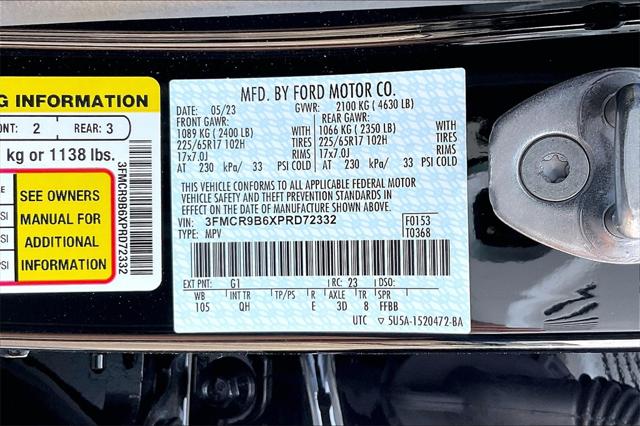 G INFORMATION
NT: 2 REAR: 3
kg or 1138 lbs.
SEE OWNERS
MANUAL FOR
ADDITIONAL
INFORMATION
SI
SI
PSI
3FMCR9B6XPRD72332
MFD. BY FORD MOTOR CO.
DATE: 05/23 GVWR: 2100 KG ( 4630 LB)
FRONT GAWR: REAR GAWR:
1089 KG ( 2400 LB) WITH 1066 KG ( 2350 LB) WITH
225/65R17 102H TIRES 225/65R17 102H TIRES
17x7.0J RIMS 17x7.0J RIMS
AT 230 kPa/ 33 PSI COLD AT 230 kPa/ 33 PSI COLD
THIS VEHICLE CONFORMS TO ALL APPLICABLE FEDERAL MOTOR
VEHICLE SAFETY AND THEFT PREVENTION STANDARDS IN
EFFECT ON THE DATE OF MANUFACTURE SHOWN ABOVE.
VIN: 3FMCR9B6XPRD72332 F0153
TYPE: MPV T0368
EXT PNT: G1 RC: 23 DSO:
WB INT TR TP/PS R AXLE TR SPR
105 QH E 3D 8 FFBB
UTC 5U5A-1520472-BA